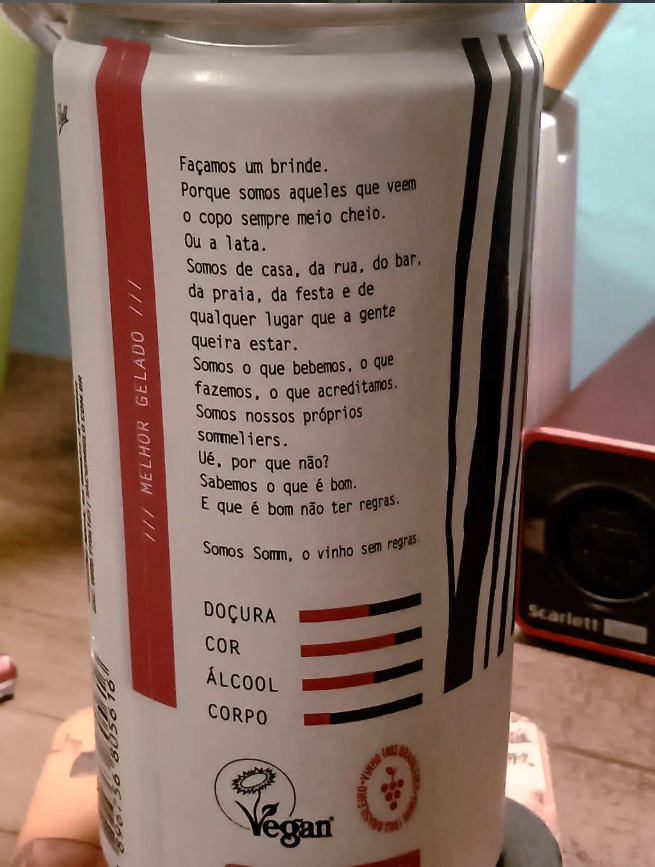 Façamos um brinde.
Porque somos aqueles que veem
o copo sempre meio cheio.
Ou a lata.
Somos de casa, da rua, do bar,
da praia, da festa e de
qualquer lugar que a gente
queira estar.
Somos o que bebemos, o que
fazemos, o que acreditamos.
Somos nossos próprios
sommeliers.
Ué, por que não?
Sabemos o que é bom.
E que é bom não ter regras.
Somos Somm, o vinho sem regras
/// MELHOR GELADO ///
DOÇURA
COR
ÁLCOOL
CORPO
Vegan
VINHO 100% BRASILEIRO
Scarlett